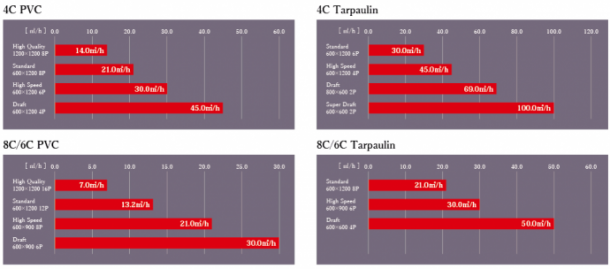 4C PVC
[ ㎡/h ] 0.0 10.0 20.0 30.0 40.0 50.0 60.0
High Quality
1200×1200 8P
14.0㎡/h
Standard
600×1200 8P
21.0㎡/h
High Speed
600×1200 6P
30.0㎡/h
Draft
600×1200 4P
45.0㎡/h
4C Tarpaulin
[ ㎡/h ] 0.0 20.0 40.0 60.0 80.0 100.0 120.0
Standard
600×1200 6P
30.0㎡/h
High Speed
600×1200 4P
45.0㎡/h
Draft
800×600 2P
69.0㎡/h
Super Draft
600×600 2P
100.0㎡/h
8C/6C PVC
[ ㎡/h ] 0.0 5.0 10.0 15.0 20.0 25.0 30.0
High Quality
1200×1200 16P
7.0㎡/h
Standard
600×1200 12P
13.2㎡/h
High Speed
600×900 8P
21.0㎡/h
Draft
600×900 6P
30.0㎡/h
8C/6C Tarpaulin
[ ㎡/h ] 0.0 10.0 20.0 30.0 40.0 50.0 60.0
Standard
600×1200 8P
21.0㎡/h
High Speed
600×900 6P
30.0㎡/h
Draft
600×600 4P
50.0㎡/h